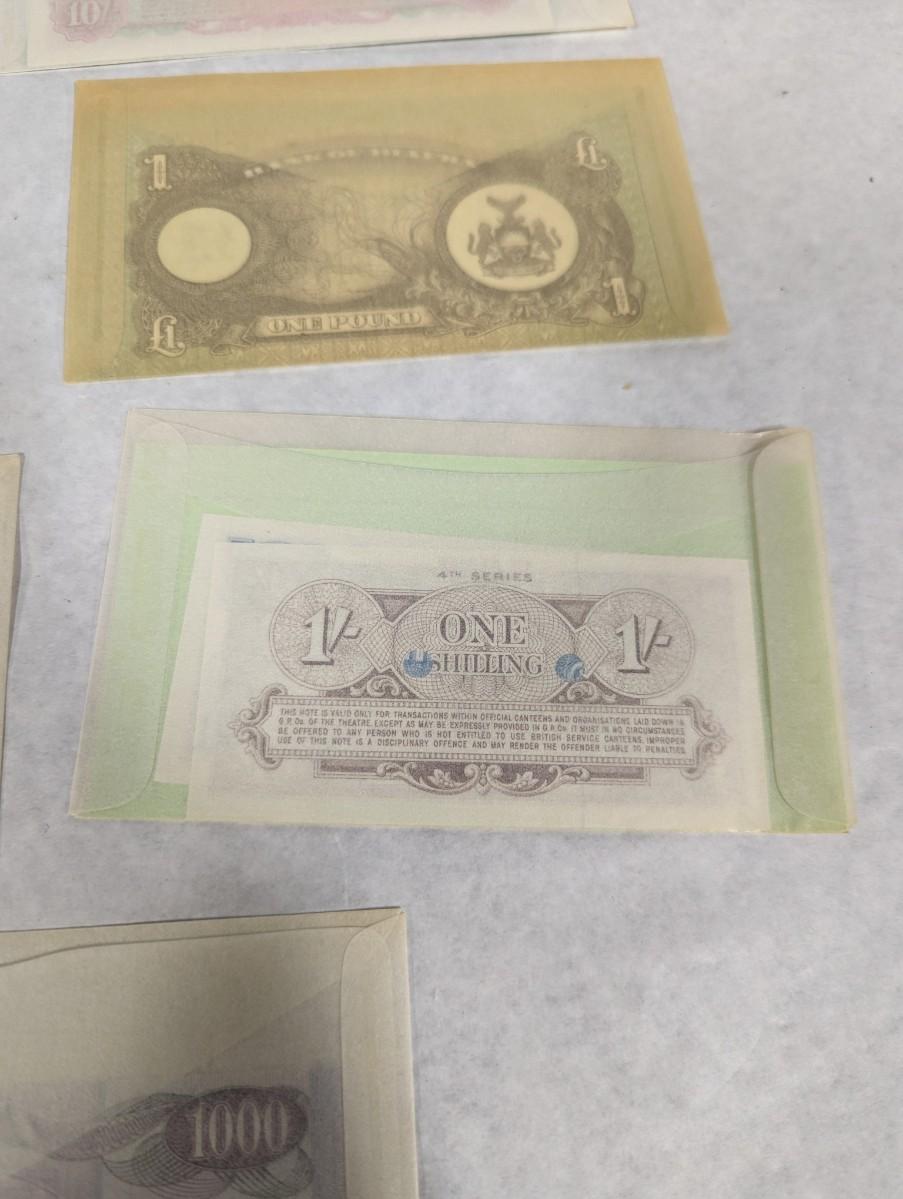 10/-
1
BANK OF BIAFRA
£1
ONE POUND
£1
1
4TH SERIES
1/-
ONE
SHILLING
1/-
THIS NOTE IS VALID ONLY FOR TRANSACTIONS WITHIN OFFICIAL CANTEENS AND ORGANISATIONS LAID DOWN IN
G.R.Os. OF THE THEATRE. EXCEPT AS MAY BE EXPRESSLY PROVIDED IN G.R.Os. IT MUST IN NO CIRCUMSTANCES
BE OFFERED TO ANY PERSON WHO IS NOT ENTITLED TO USE BRITISH SERVICE CANTEENS. IMPROPER
USE OF THIS NOTE IS A DISCIPLINARY OFFENCE AND MAY RENDER THE OFFENDER LIABLE TO PENALTIES.
1000